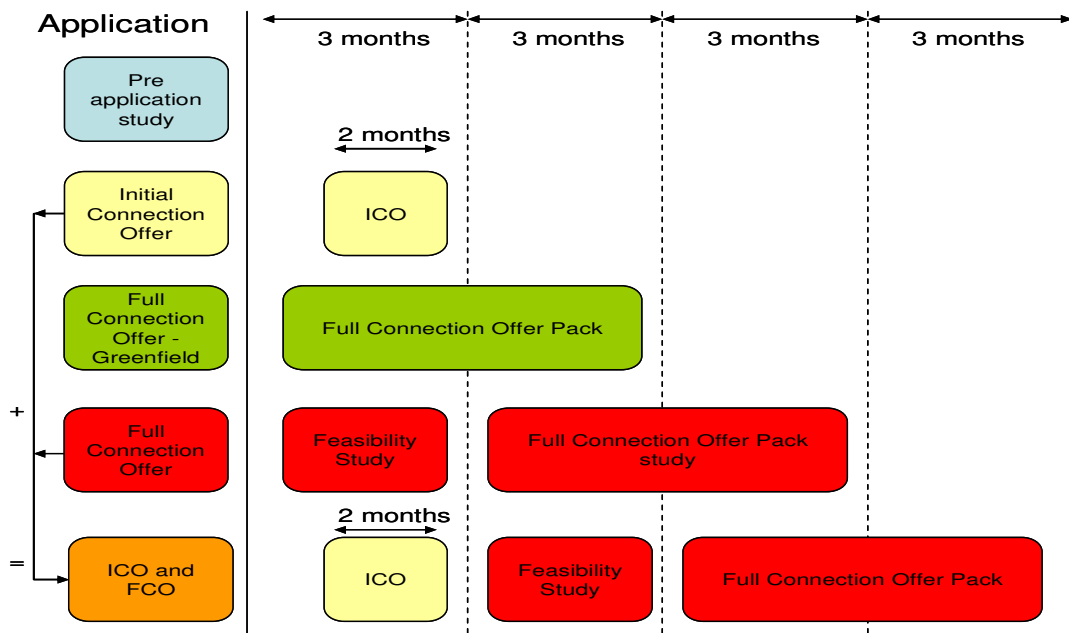 Application
3 months
3 months
3 months
3 months
Pre
application
study
2 months
Initial
Connection
Offer
ICO
Full
Connection
Offer -
Greenfield
Full Connection Offer Pack
+
Full
Connection
Offer
Feasibility
Study
Full Connection Offer Pack
study
2 months
=
ICO and
FCO
ICO
Feasibility
Study
Full Connection Offer Pack